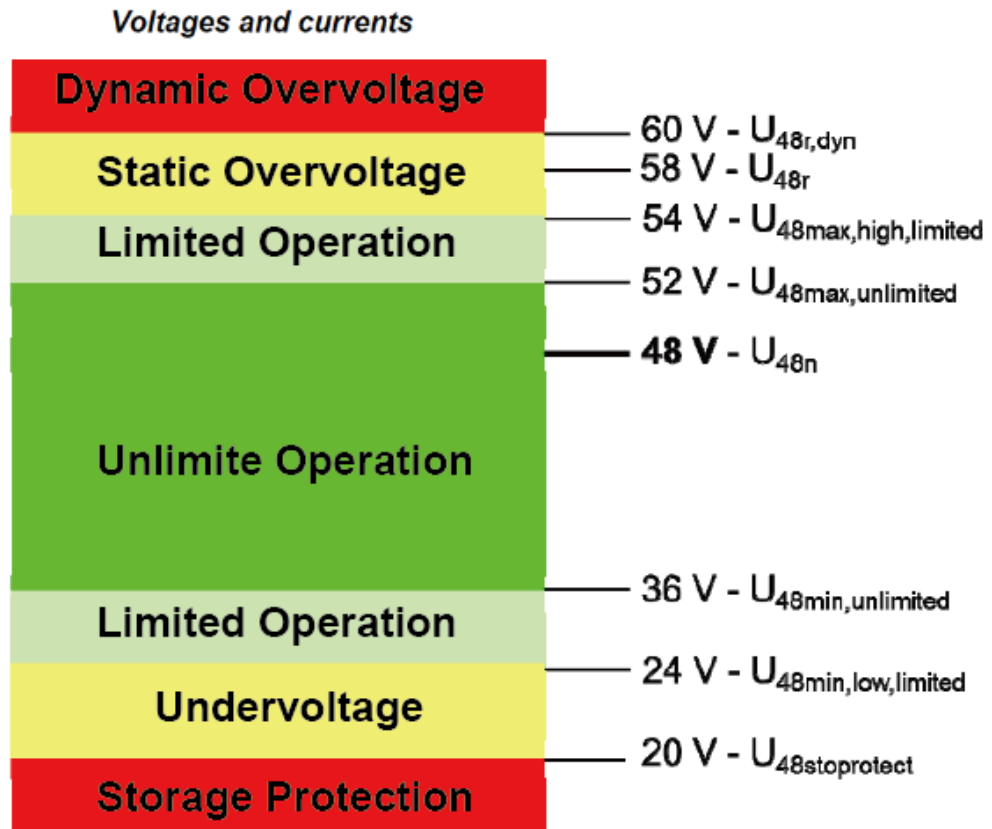 Voltages and currents
Dynamic Overvoltage
60 V - U48r,dyn
Static Overvoltage
58 V - U48r
54 V - U48max,high,limited
Limited Operation
52 V - U48max,unlimited
48 V - U48n
Unlimite Operation
36 V - U48min,unlimited
Limited Operation
24 V - U48min,low,limited
Undervoltage
20 V - U48stoprotect
Storage Protection